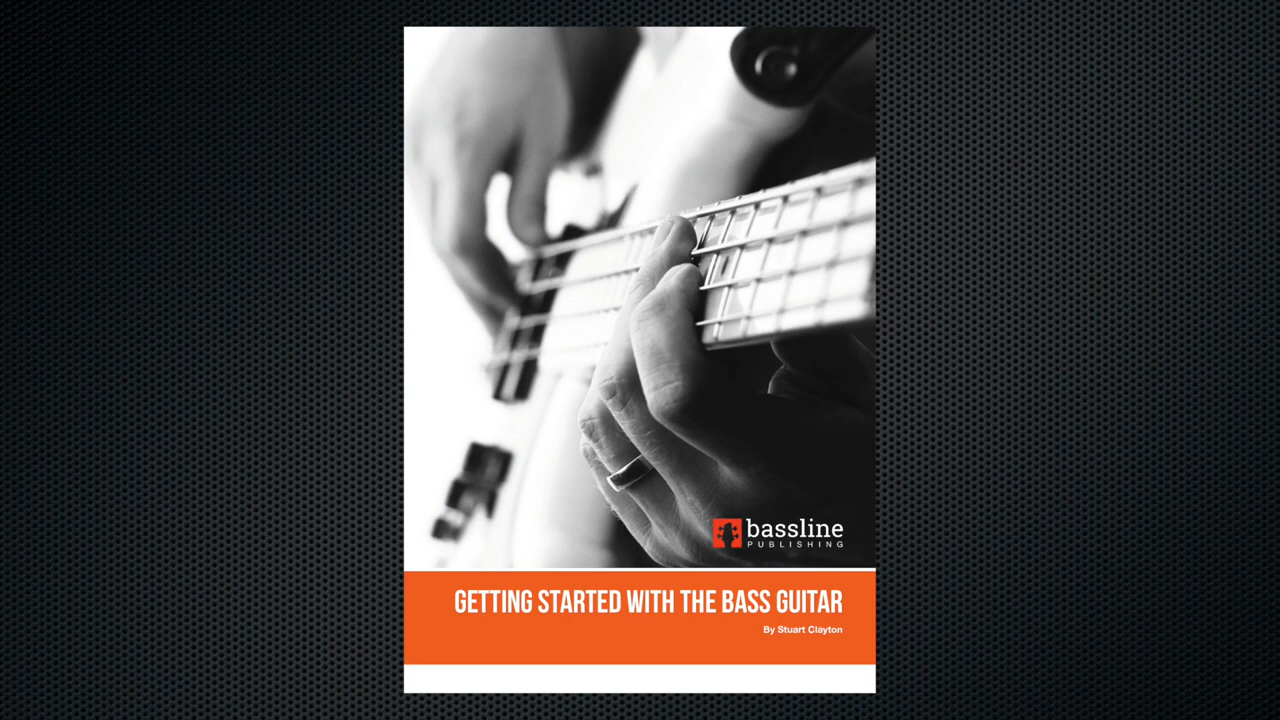 bassline
PUBLISHING
GETTING STARTED WITH THE BASS GUITAR
By Stuart Clayton